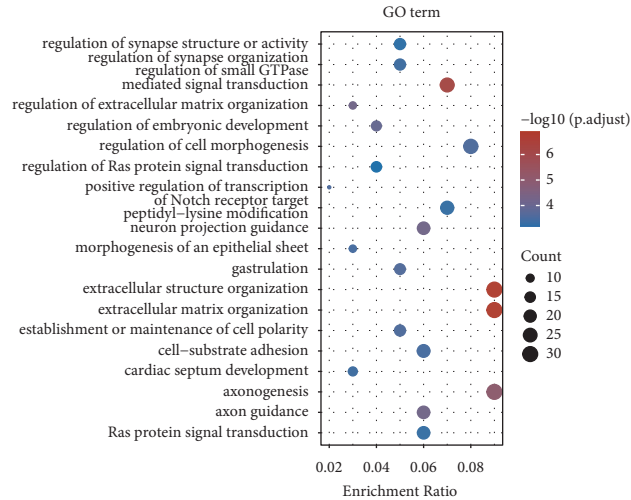 GO term
regulation of synapse structure or activity
regulation of synapse organization
regulation of small GTPase
mediated signal transduction
regulation of extracellular matrix organization
regulation of embryonic development
regulation of cell morphogenesis
regulation of Ras protein signal transduction
positive regulation of transcription
of Notch receptor target
peptidyl−lysine modification
neuron projection guidance
morphogenesis of an epithelial sheet
gastrulation
extracellular structure organization
extracellular matrix organization
establishment or maintenance of cell polarity
cell−substrate adhesion
cardiac septum development
axonogenesis
axon guidance
Ras protein signal transduction
0.02 0.04 0.06 0.08
Enrichment Ratio
−log10 (p.adjust)
6
5
4
Count
10
15
20
25
30